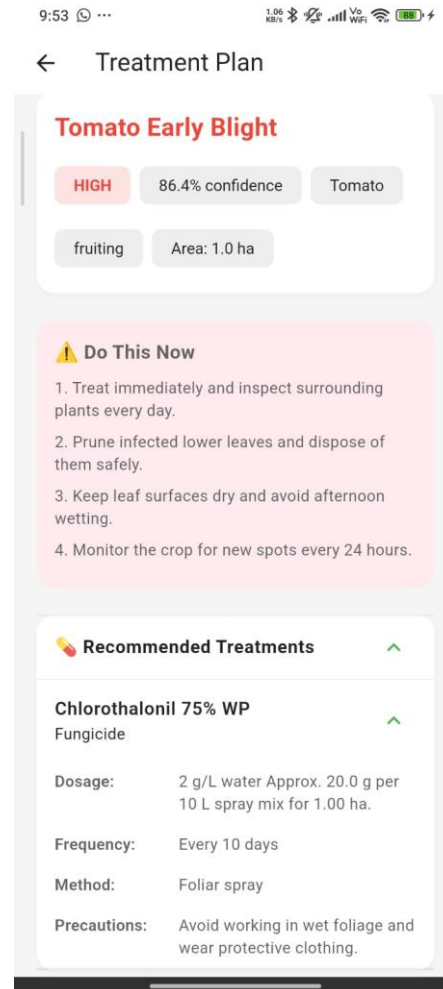 9:53 ...
1.06 KB/s Vo WiFi 88
Treatment Plan
Tomato Early Blight
HIGH 86.4% confidence Tomato
fruiting Area: 1.0 ha
Do This Now
1. Treat immediately and inspect surrounding
plants every day.
2. Prune infected lower leaves and dispose of
them safely.
3. Keep leaf surfaces dry and avoid afternoon
wetting.
4. Monitor the crop for new spots every 24 hours.
Recommended Treatments
Chlorothalonil 75% WP
Fungicide
Dosage: 2 g/L water Approx. 20.0 g per
10 L spray mix for 1.00 ha.
Frequency: Every 10 days
Method: Foliar spray
Precautions: Avoid working in wet foliage and
wear protective clothing.